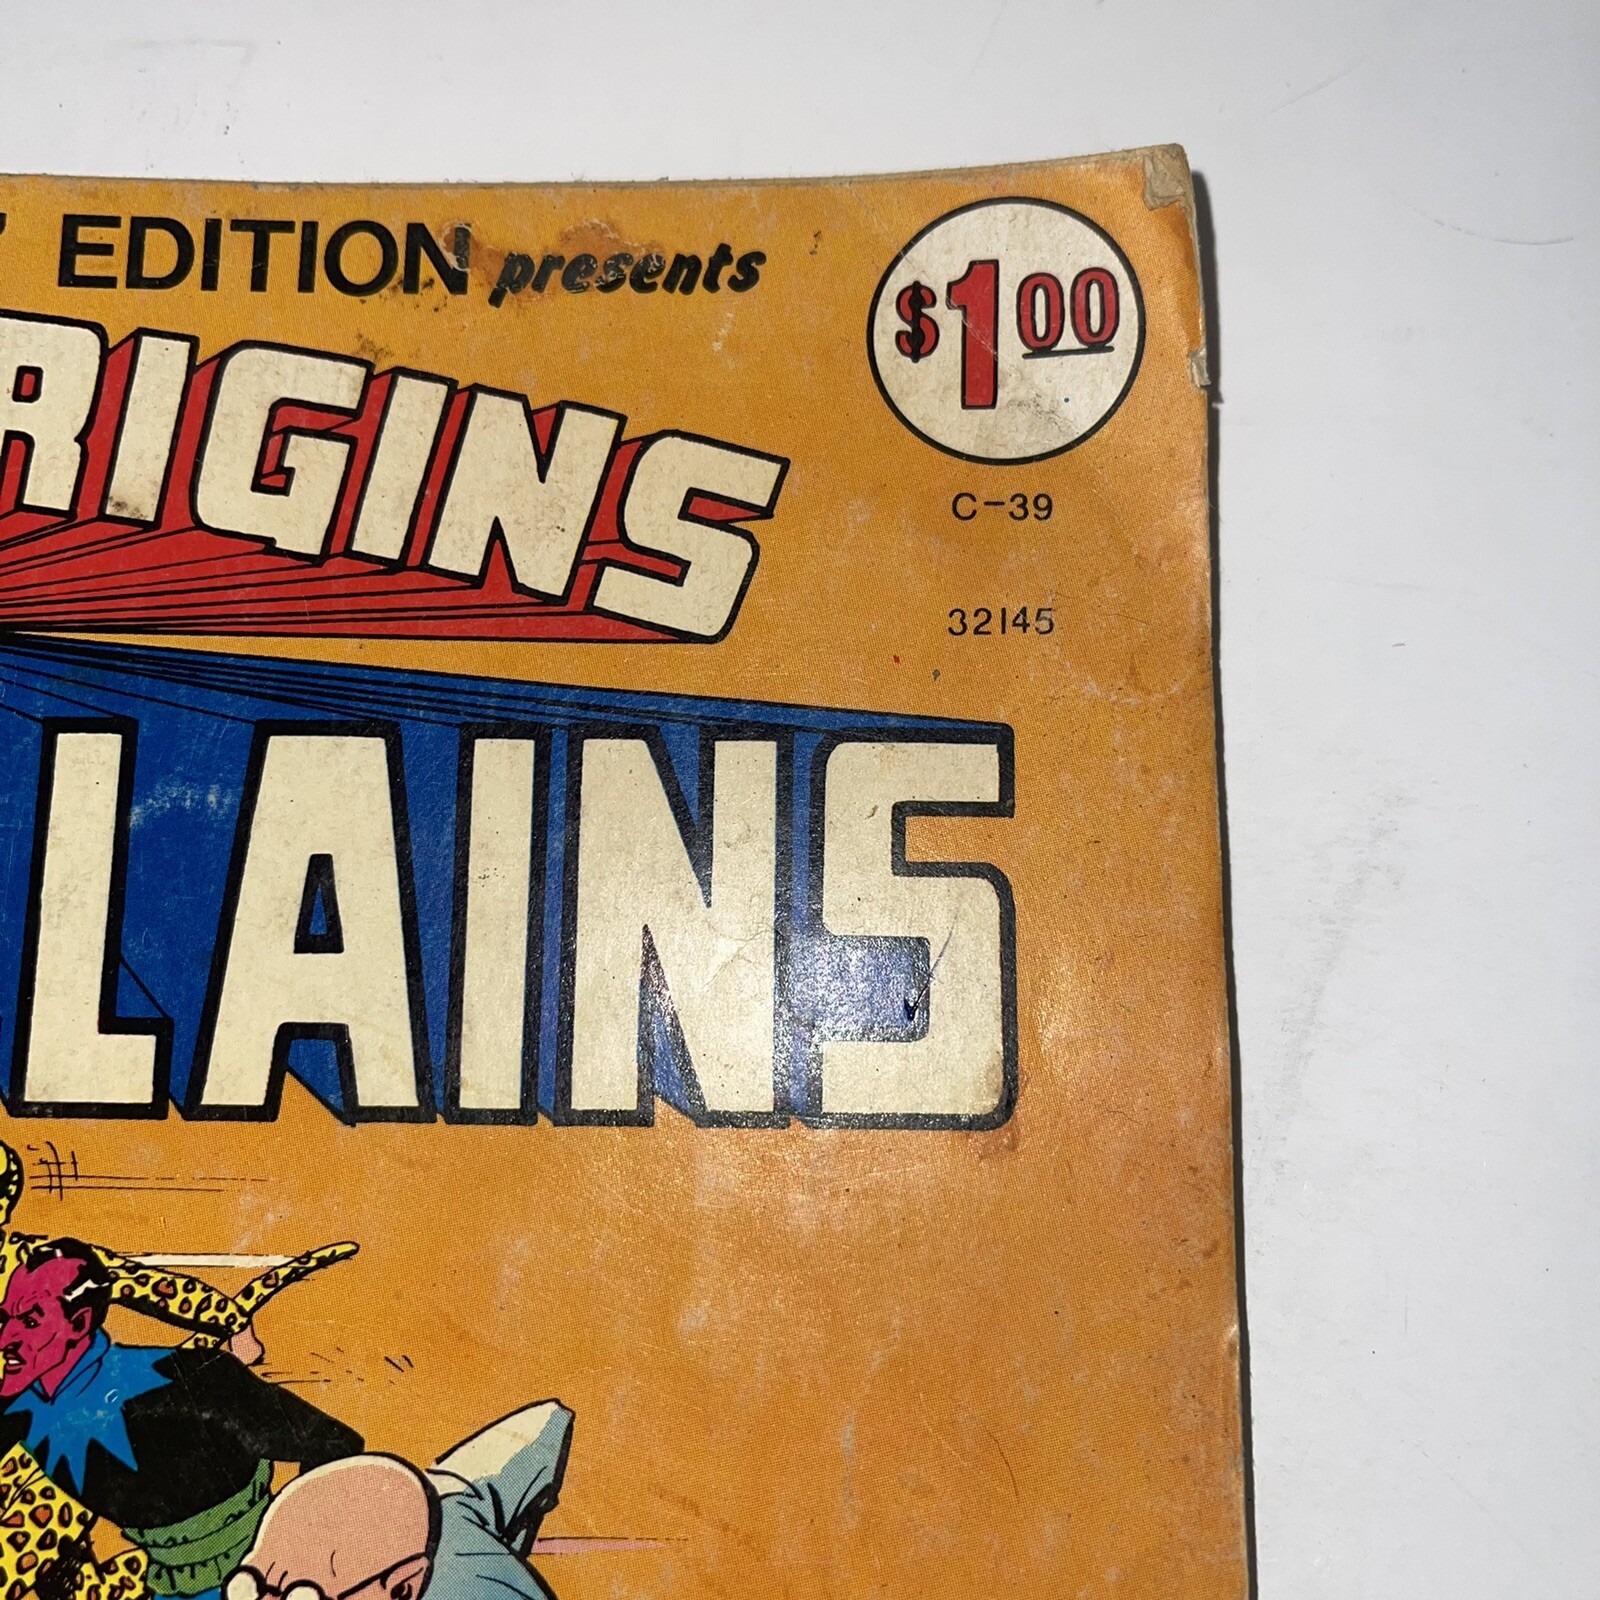 EDITION presents
$1.00
RIGINS
C-39
32145
LAINS